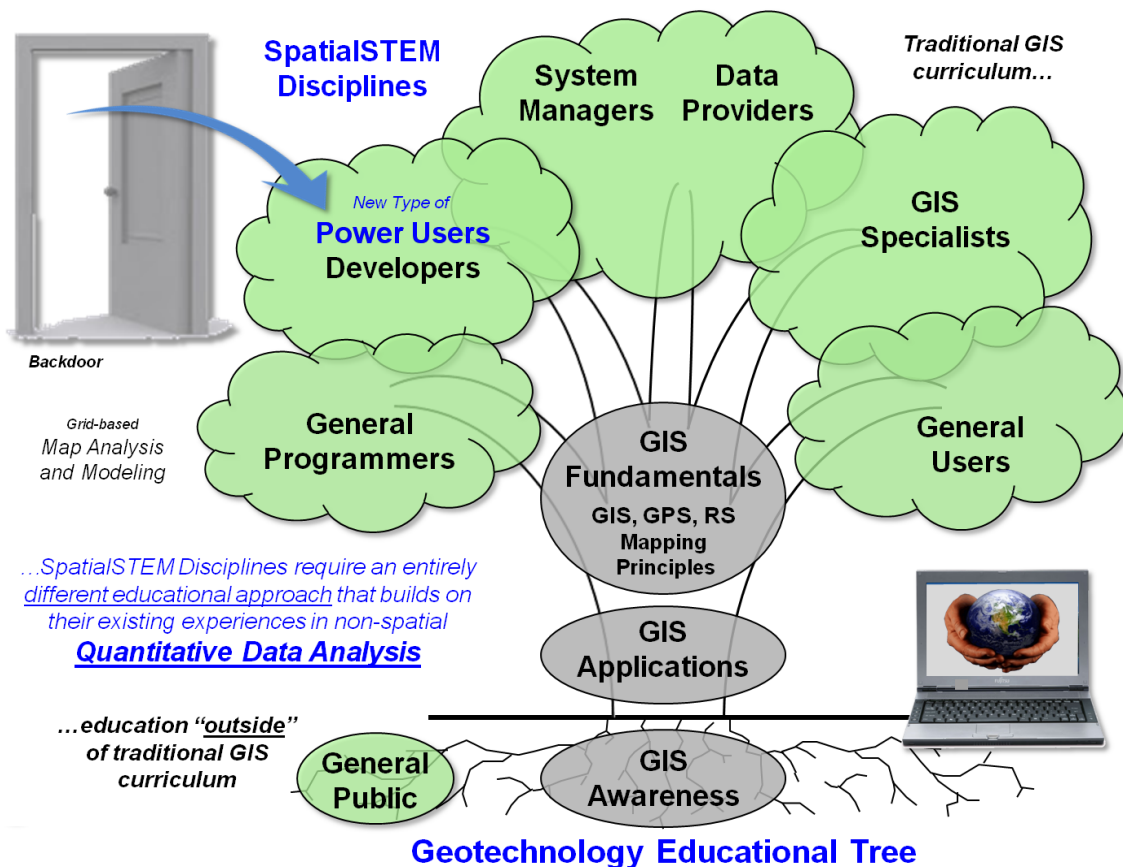 SpatialSTEM
Disciplines
System
Managers
Data
Providers
Traditional GIS
curriculum…
New Type of
Power Users
Developers
GIS
Specialists
Backdoor
Grid-based
Map Analysis
and Modeling
General
Programmers
GIS
Fundamentals
GIS, GPS, RS
Mapping
Principles
General
Users
…SpatialSTEM Disciplines require an entirely
different educational approach that builds on
their existing experiences in non-spatial
Quantitative Data Analysis
GIS
Applications
…education “outside”
of traditional GIS
curriculum
General
Public
GIS
Awareness
Geotechnology Educational Tree